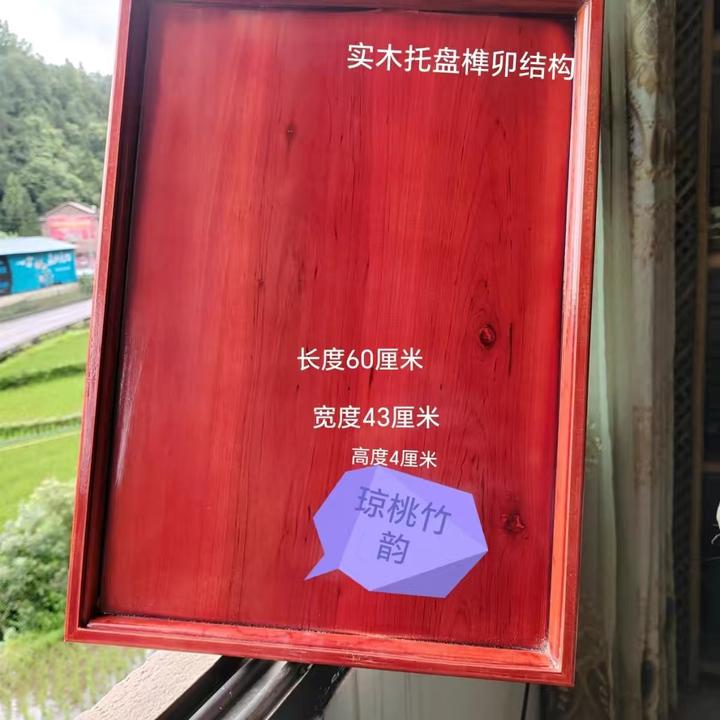 实木托盘榫卯结构
长度60厘米
宽度43厘米
高度4厘米
琼桃竹
韵